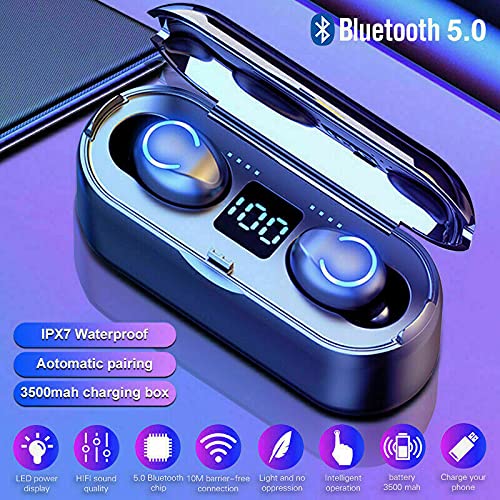 Bluetooth 5.0
100
IPX7 Waterproof
Aotomatic pairing
3500mah charging box
LED power
display
HIFI sound
quality
5.0 Bluetooth
chip
10M barrier-free
connection
Light and no
oppression
Intelligent
operation
battery
3500 mah
Charge your
phone